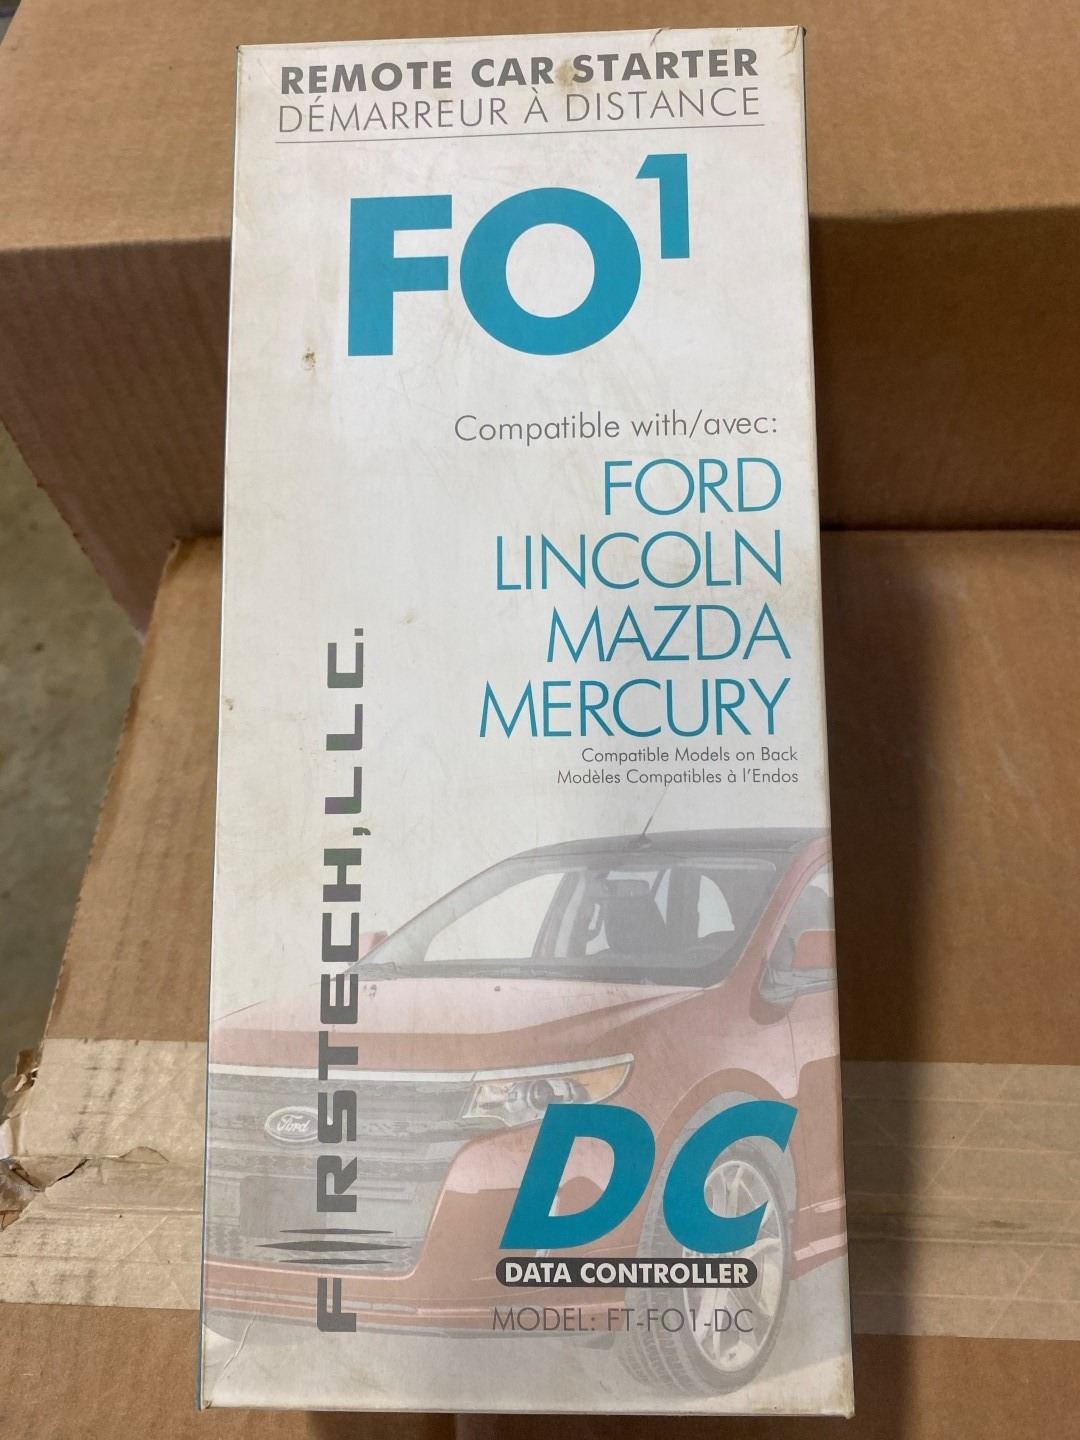 REMOTE CAR STARTER
DÉMARREUR À DISTANCE
FO1
Compatible with/avec:
FORD
LINCOLN
MAZDA
MERCURY
Compatible Models on Back
Modèles Compatibles à l'Endos
FIRSTECH, LLC.
Ford
DC
DATA CONTROLLER
MODEL: FT-FO1-DC